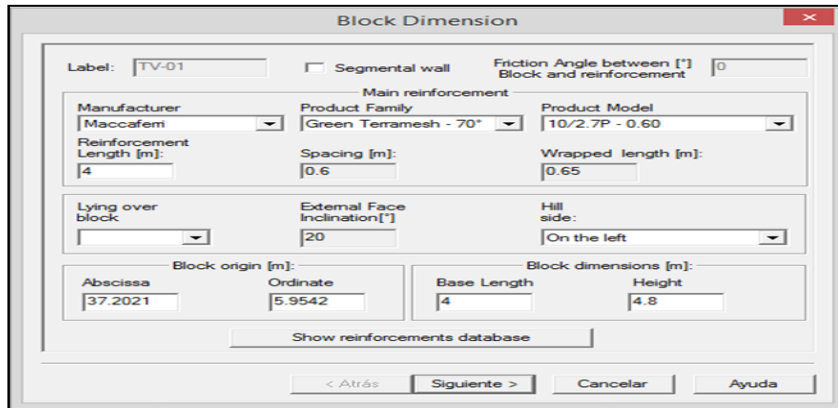 Block Dimension
Label: TV-01 Segmental wall Friction Angle between [°] 0
Block and reinforcement
Main reinforcement
Manufacturer Product Family Product Model
Maccaferri Green Terramesh - 70° 10/2.7P - 0.60
Reinforcement
Length [m]: Spacing [m]: Wrapped length [m]:
4 0.6 0.65
Lying over External Face Hill
block Inclination[°] side:
20 On the left
Block origin [m]: Block dimensions [m]:
Abscissa Ordinate Base Length Height
37.2021 5.9542 4 4.8
Show reinforcements database
< Atrás Siguiente > Cancelar Ayuda